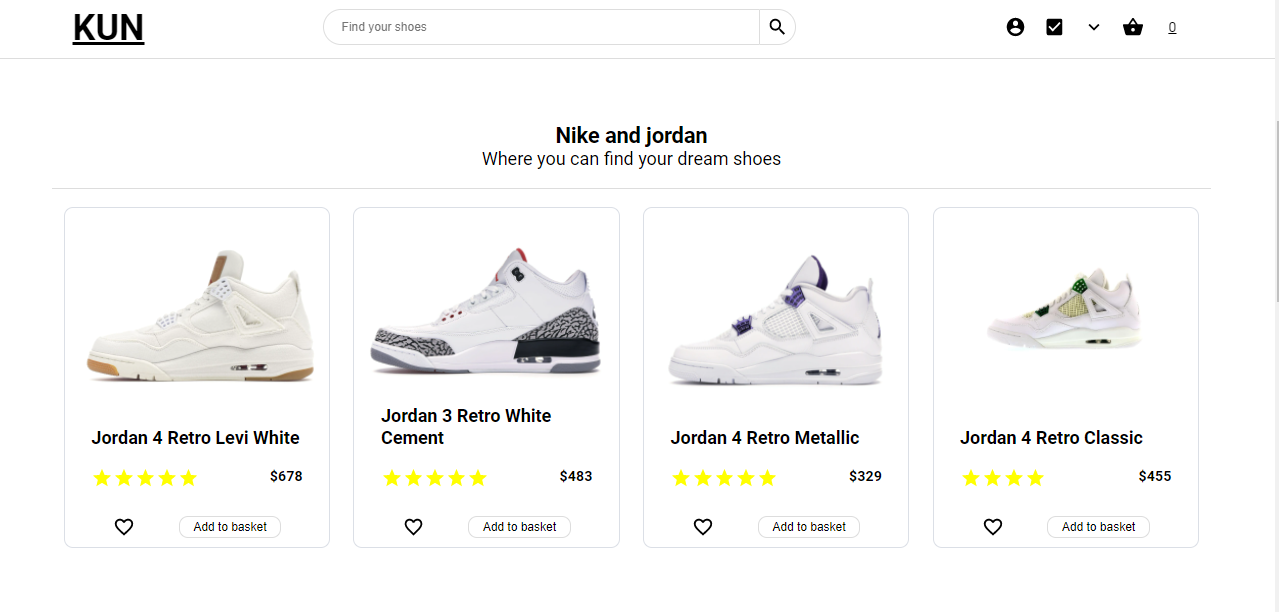 KUN
Find your shoes
0
Nike and jordan
Where you can find your dream shoes
Jordan 4 Retro Levi White
$678
Add to basket
Jordan 3 Retro White
Cement
$483
Add to basket
Jordan 4 Retro Metallic
$329
Add to basket
Jordan 4 Retro Classic
$455
Add to basket